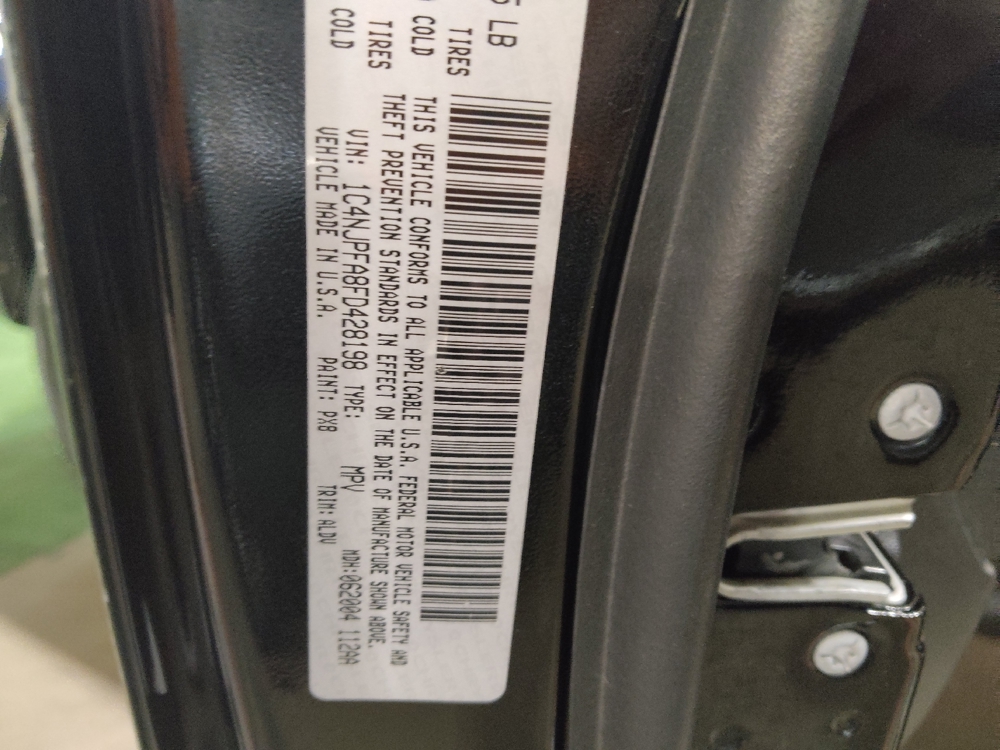 LB
TIRES COLD
TIRES COLD
THIS VEHICLE CONFORMS TO ALL APPLICABLE U.S.A. FEDERAL MOTOR VEHICLE SAFETY AND
THEFT PREVENTION STANDARDS IN EFFECT ON THE DATE OF MANUFACTURE SHOWN ABOVE.
VIN: 1C4NJPFA8FD428198 TYPE: MPV MDH:062004 112AA
VEHICLE MADE IN U.S.A. PAINT: PX8 TRIM: ALDV